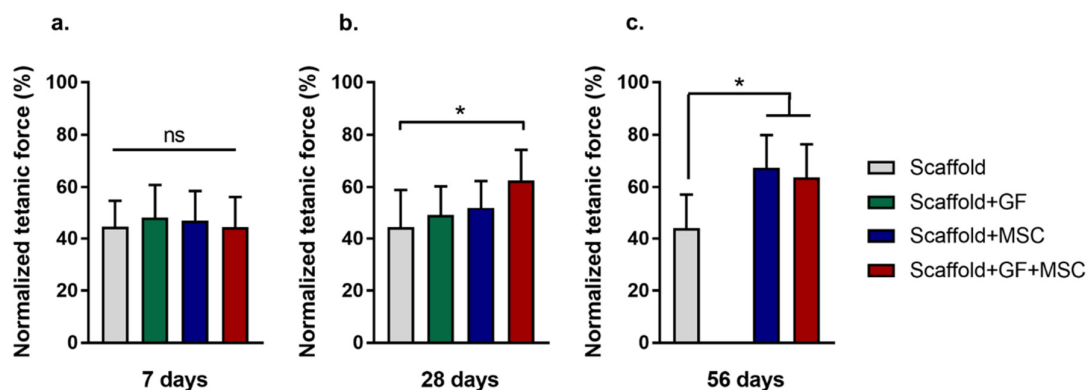 a.
Normalized tetanic force (%)
100
80
60
40
20
0
ns
7 days
b.
Normalized tetanic force (%)
100
80
60
40
20
0
*
28 days
c.
Normalized tetanic force (%)
100
80
60
40
20
0
*
56 days
Scaffold
Scaffold+GF
Scaffold+MSC
Scaffold+GF+MSC